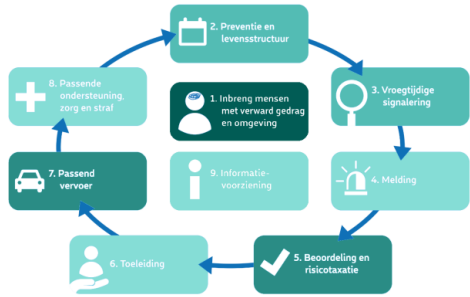 2. Preventie en
levensstructuur
8. Passende
ondersteuning,
zorg en straf
1. Inbreng mensen
met verward gedrag
en omgeving
3. Vroegtijdige
signalering
7. Passend
vervoer
9. Informatie-
voorziening
4. Melding
6. Toeleiding
5. Beoordeling en
risicotaxatie